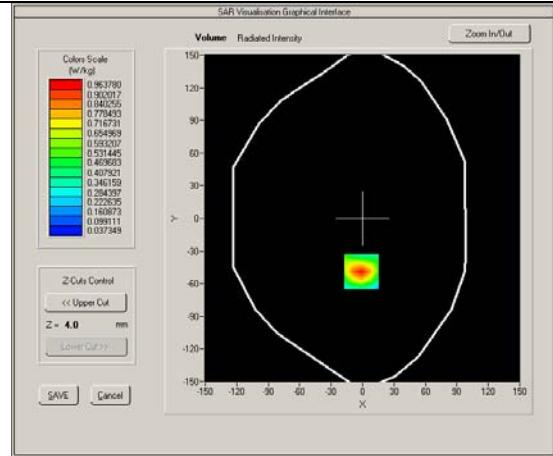 SAR Visualisation Graphical Interface
Volume Radiated Intensity
Zoom In/Out
Colors Scale
(W/kg)
0.963780
0.902017
0.840255
0.778493
0.716731
0.654969
0.593207
0.531445
0.469683
0.407921
0.346159
0.284397
0.222635
0.160873
0.099111
0.037349
150-
120-
90-
60-
30-
0-
-30-
-60-
-90-
-120-
-150-
Y
-150 -120 -90 -60 -30 0 30 60 90 120 150
X
Z-Cuts Control
<< Upper Cut
Z = 4.0 mm
Lower Cut >>
SAVE
Cancel